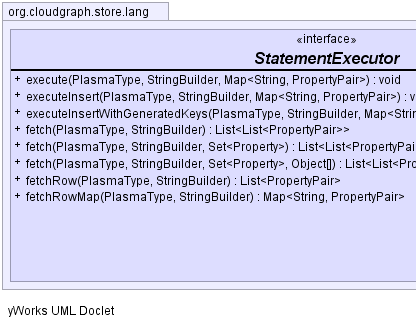 org.cloudgraph.store.lang
«interface»
StatementExecutor
+ execute(PlasmaType, StringBuilder, Map<String, PropertyPair>) : void
+ executeInsert(PlasmaType, StringBuilder, Map<String, PropertyPair>) : v
+ executeInsertWithGeneratedKeys(PlasmaType, StringBuilder, Map<Strin
+ fetch(PlasmaType, StringBuilder) : List<List<PropertyPair>>
+ fetch(PlasmaType, StringBuilder, Set<Property>) : List<List<PropertyPai
+ fetch(PlasmaType, StringBuilder, Set<Property>, Object[]) : List<List<Pro
+ fetchRow(PlasmaType, StringBuilder) : List<PropertyPair>
+ fetchRowMap(PlasmaType, StringBuilder) : Map<String, PropertyPair>
yWorks UML Doclet